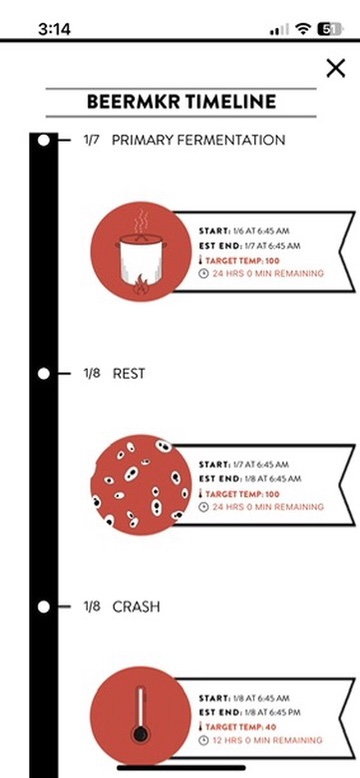 3:14
51
BEERMKR TIMELINE
1/7 PRIMARY FERMENTATION
START: 1/6 AT 6:45 AM
EST END: 1/7 AT 6:45 AM
TARGET TEMP: 100
24 HRS 0 MIN REMAINING
1/8 REST
START: 1/7 AT 6:45 AM
EST END: 1/8 AT 6:45 AM
TARGET TEMP: 100
24 HRS 0 MIN REMAINING
1/8 CRASH
START: 1/8 AT 6:45 AM
EST END: 1/8 AT 6:45 PM
TARGET TEMP: 40
12 HRS 0 MIN REMAINING